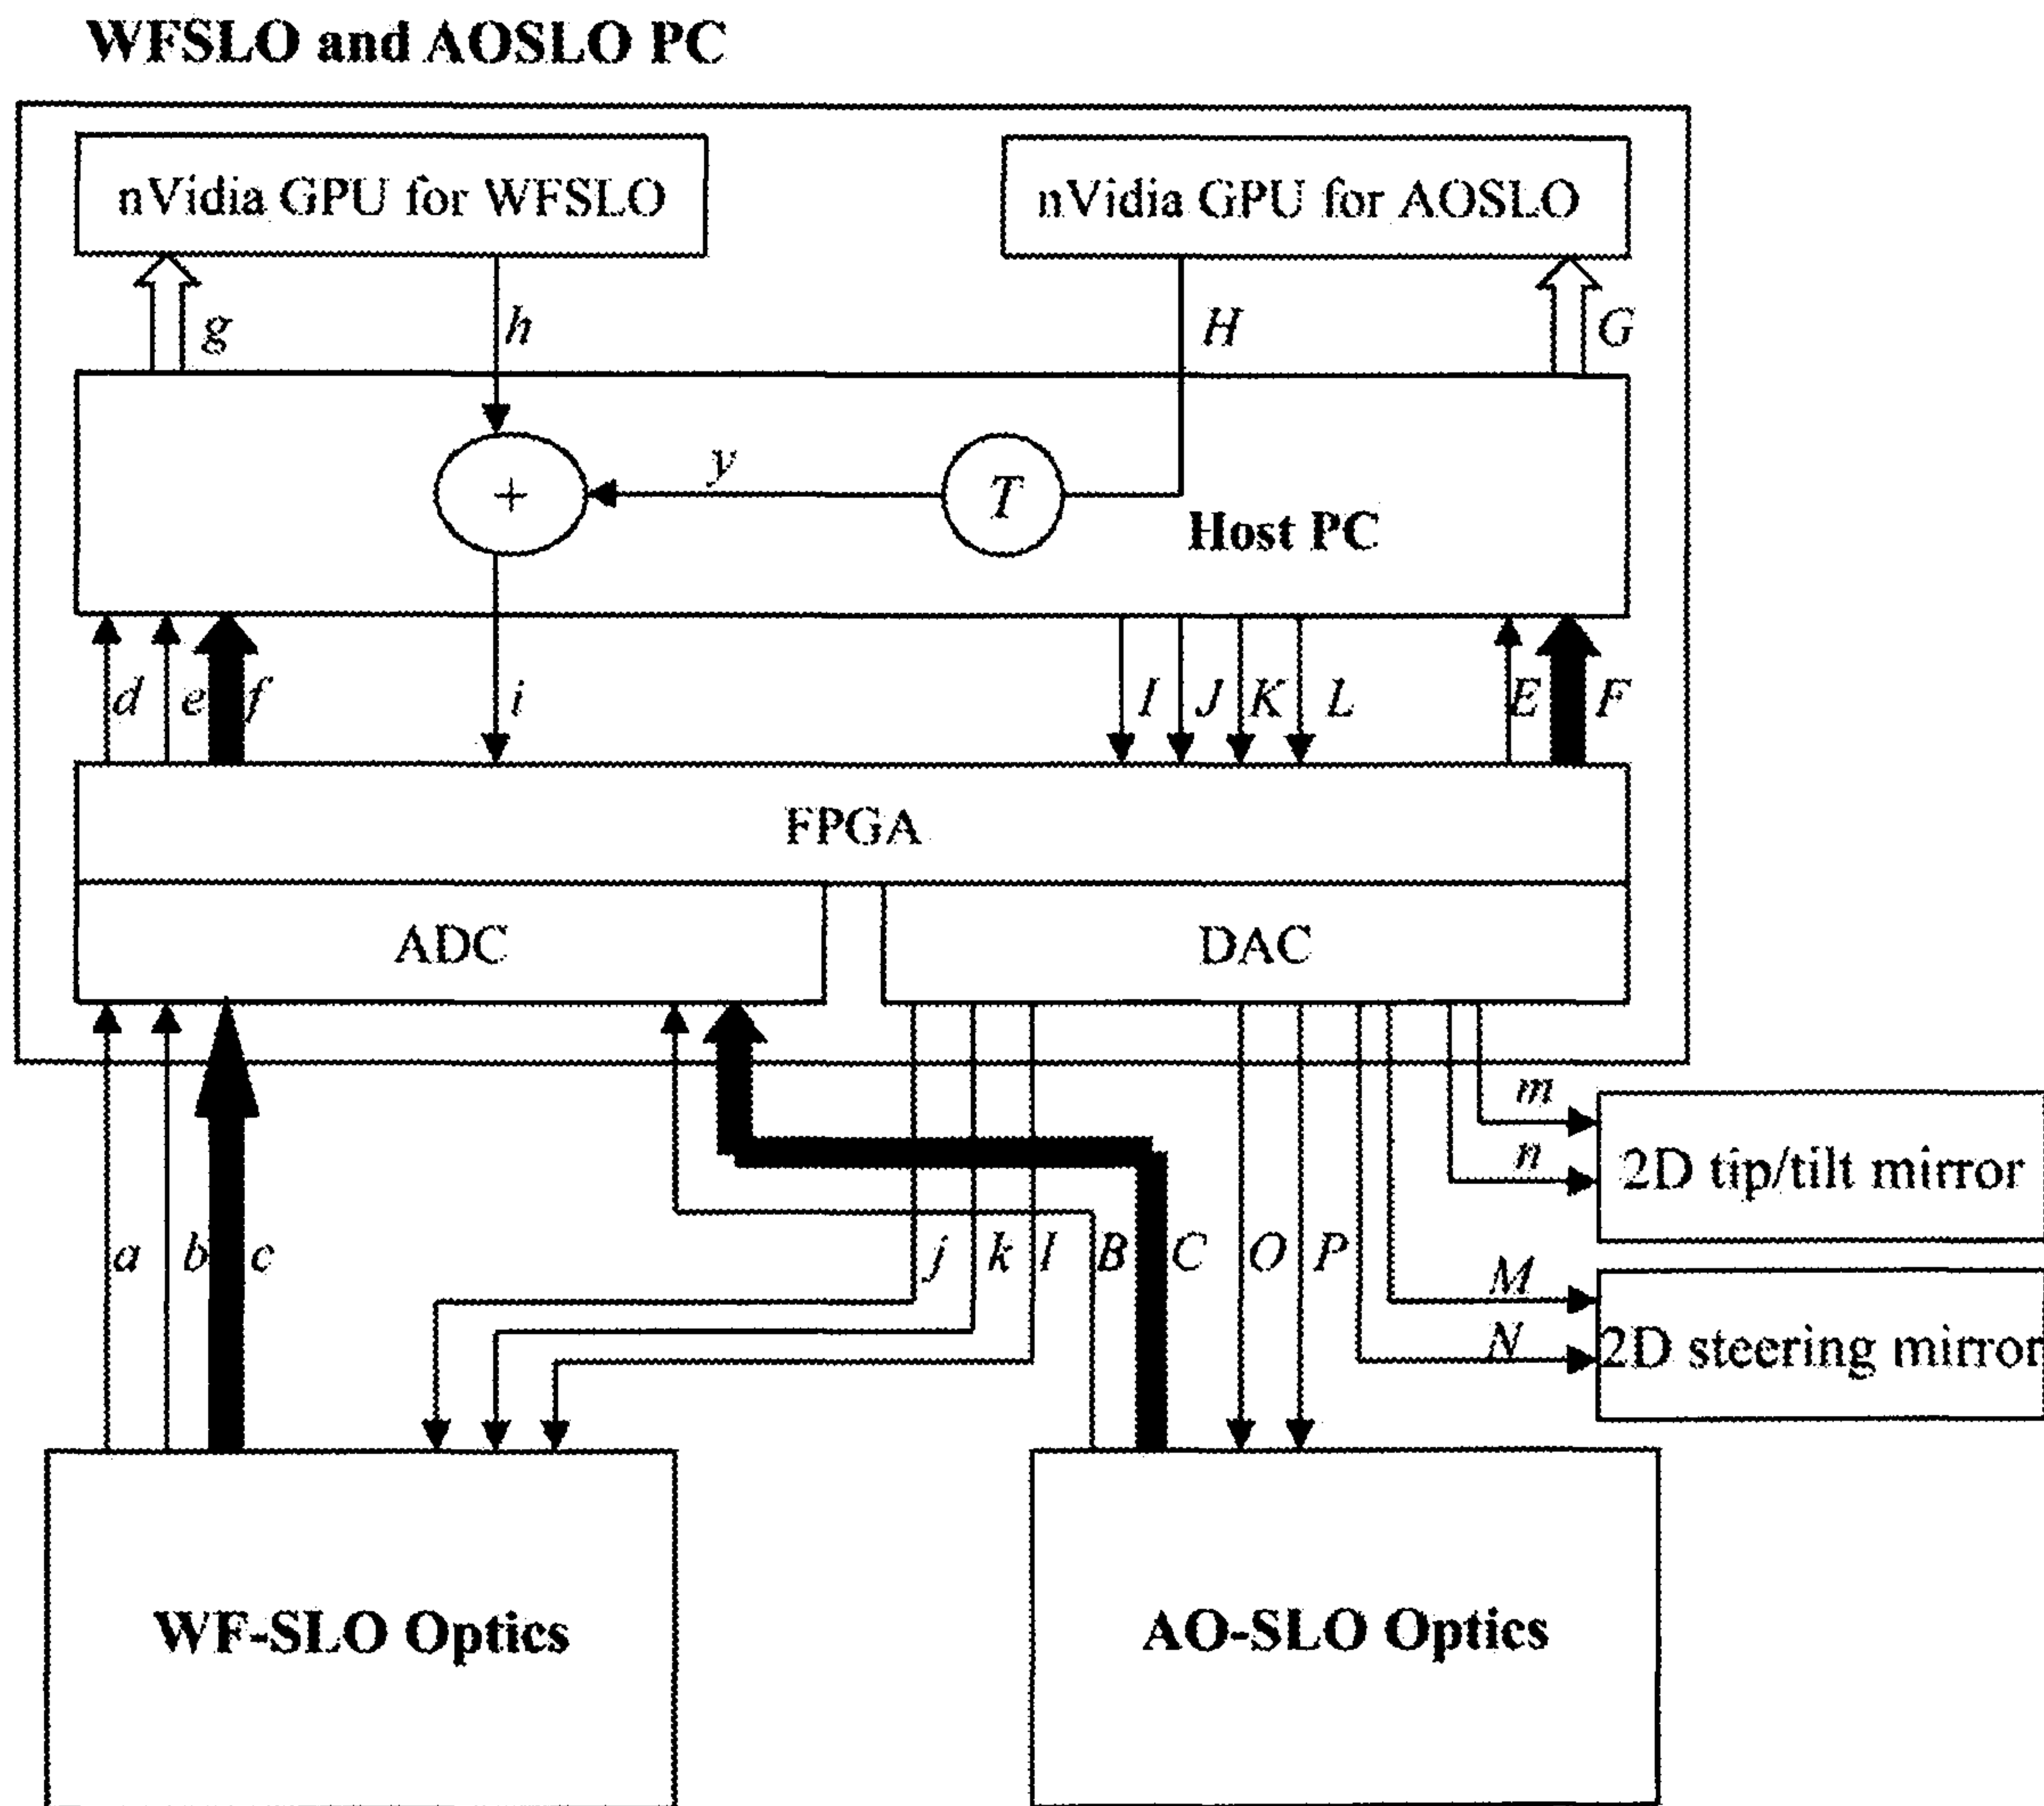 WFSLO and AOSLO PC
nVidia GPU for WFSLO
nVidia GPU for AOSLO
g
h
H
G
+
y
T
Host PC
d
e
f
i
I
J
K
L
E
F
FPGA
ADC
DAC
m
2D tip/tilt mirror
n
a
b
c
j
k
l
B
C
O
P
M
N
2D steering mirror
WF-SLO Optics
AO-SLO Optics